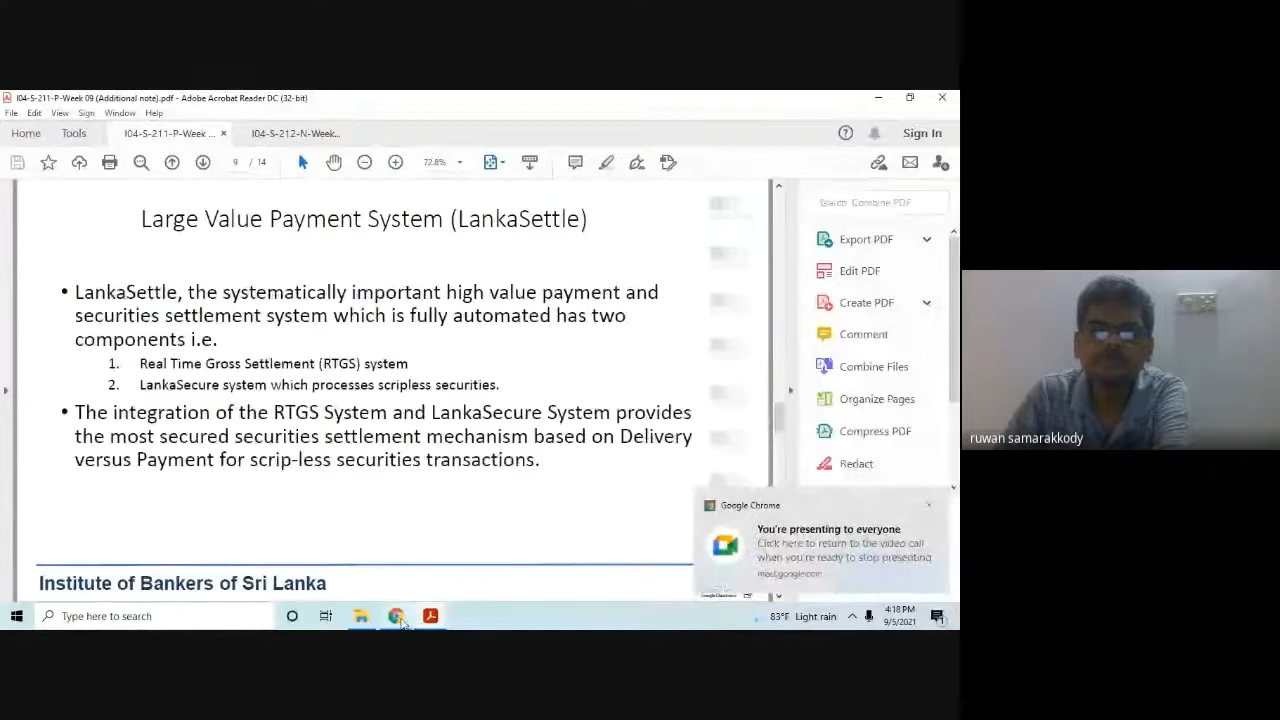 I04-S-211-P-Week 09 (Additional note).pdf - Adobe Acrobat Reader DC (32-bit)
File Edit View Sign Window Help
Home Tools I04-S-211-P-Week ... × I04-S-212-N-Week... Sign In
9 / 14 72.8%
Large Value Payment System (LankaSettle)
• LankaSettle, the systematically important high value payment and
securities settlement system which is fully automated has two
components i.e.
1. Real Time Gross Settlement (RTGS) system
2. LankaSecure system which processes scripless securities.
• The integration of the RTGS System and LankaSecure System provides
the most secured securities settlement mechanism based on Delivery
versus Payment for scrip-less securities transactions.
Institute of Bankers of Sri Lanka
Search 'Combine PDF'
Export PDF
Edit PDF
Create PDF
Comment
Combine Files
Organize Pages
Compress PDF
Redact
Google Chrome
You're presenting to everyone
Click here to return to the video call
when you're ready to stop presenting
meet.google.com
Type here to search
83°F Light rain
4:18 PM
9/5/2021
ruwan samarakkody